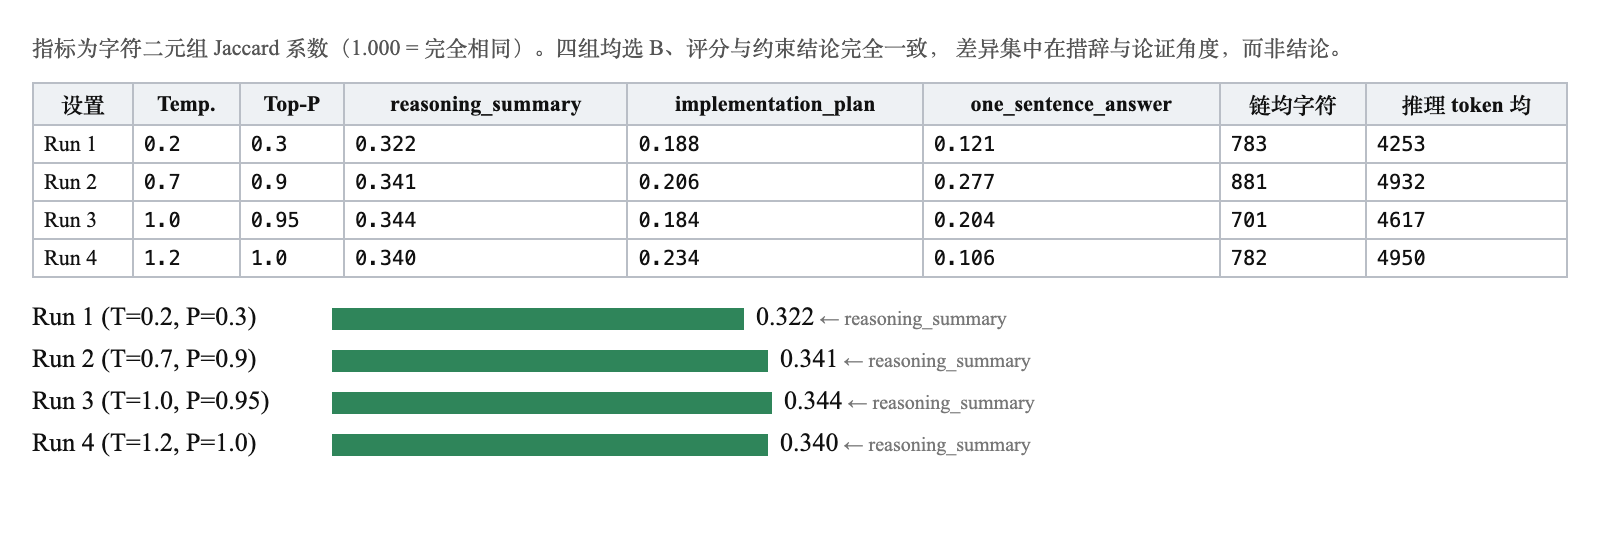 指标为字符二元组 Jaccard 系数（1.000 = 完全相同）。四组均选 B、评分与约束结论完全一致， 差异集中在措辞与论证角度，而非结论。
设置 Temp. Top-P reasoning_summary implementation_plan one_sentence_answer 链均字符 推理 token 均
Run 1 0.2 0.3 0.322 0.188 0.121 783 4253
Run 2 0.7 0.9 0.341 0.206 0.277 881 4932
Run 3 1.0 0.95 0.344 0.184 0.204 701 4617
Run 4 1.2 1.0 0.340 0.234 0.106 782 4950
Run 1 (T=0.2, P=0.3) 0.322 ← reasoning_summary
Run 2 (T=0.7, P=0.9) 0.341 ← reasoning_summary
Run 3 (T=1.0, P=0.95) 0.344 ← reasoning_summary
Run 4 (T=1.2, P=1.0) 0.340 ← reasoning_summary